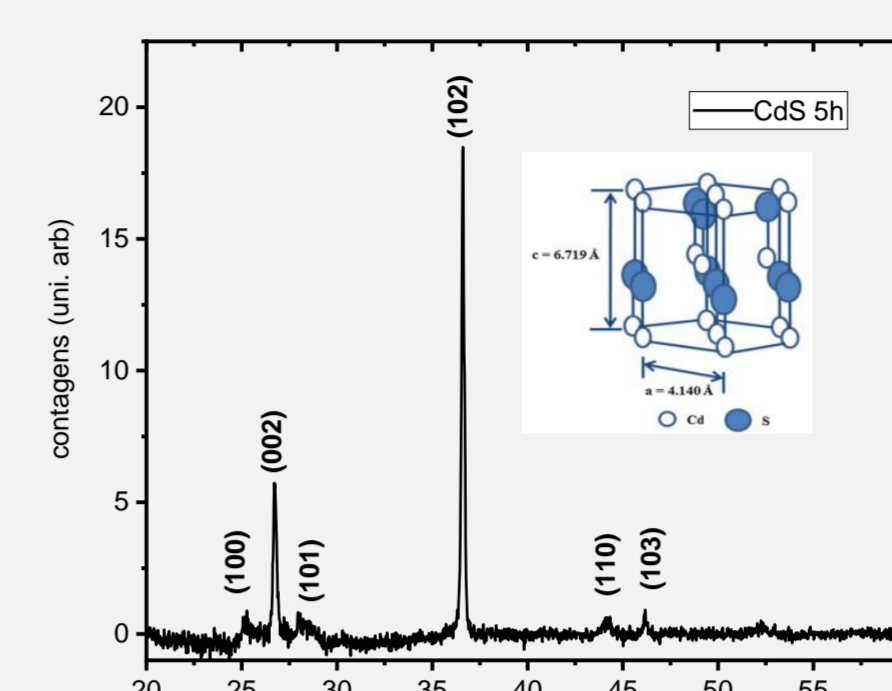 CdS 5h
(102)
(002)
(100)
(101)
(110)
(103)
20
15
10
5
0
contagens (uni. arb)
c = 6.719 Å
a = 4.140 Å
Cd
S
20 25 30 35 40 45 50 55